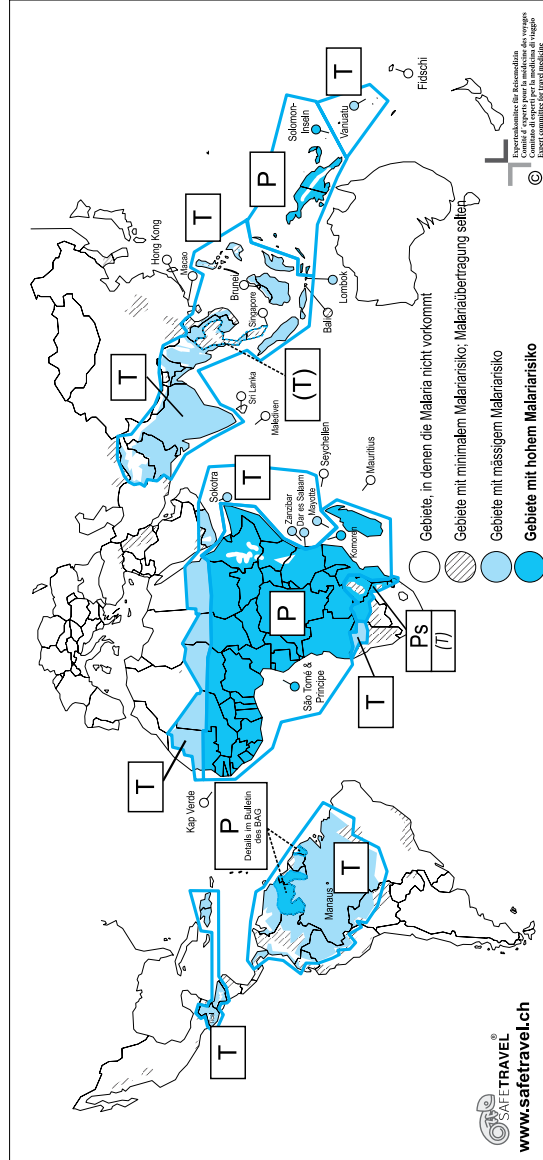 T
Kap Verde
P
Details im Bulletin
des BAG
Manaus
T
T
São Tomé &
Principe
P
T
Ps
(T)
Sokotra
T
Zanzibar
Dar es Salaam
Mayotte
Komoren
Seychellen
Mauritius
T
Sri Lanka
Malediven
(T)
Hong Kong
Macao
T
Brunei
Singapore
Bali
Lombok
P
Solomon-
Inseln
T
Vanuatu
Fidschi
Gebiete, in denen die Malaria nicht vorkommt
Gebiete mit minimalem Malariarisiko; Malariaübertragung selten
Gebiete mit mässigem Malariarisiko
Gebiete mit hohem Malariarisiko
SAFETRAVEL®
www.safetravel.ch
©
Expertenkomitee für Reisemedizin
Comité d'experts pour la médecine des voyages
Comitato di esperti per la medicina di viaggio
Expert committee for travel medicine